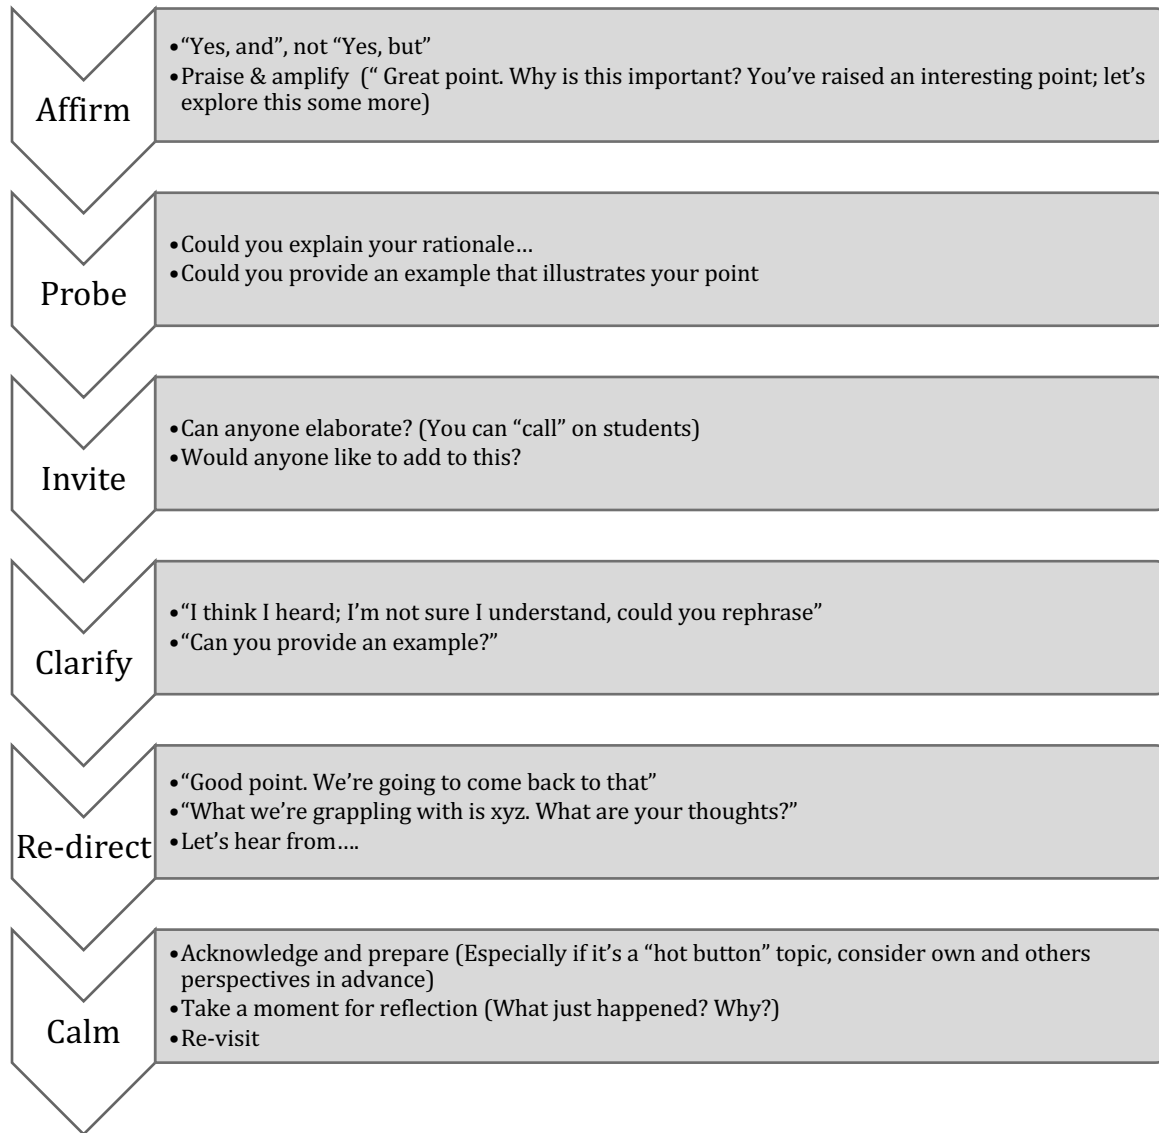 Affirm
•“Yes, and”, not “Yes, but”
•Praise & amplify (“ Great point. Why is this important? You’ve raised an interesting point; let’s
explore this some more)
Probe
•Could you explain your rationale…
•Could you provide an example that illustrates your point
Invite
•Can anyone elaborate? (You can “call” on students)
•Would anyone like to add to this?
Clarify
•“I think I heard; I’m not sure I understand, could you rephrase”
•“Can you provide an example?”
Re-direct
•“Good point. We’re going to come back to that”
•“What we’re grappling with is xyz. What are your thoughts?”
•Let’s hear from….
Calm
•Acknowledge and prepare (Especially if it’s a “hot button” topic, consider own and others
perspectives in advance)
•Take a moment for reflection (What just happened? Why?)
•Re-visit